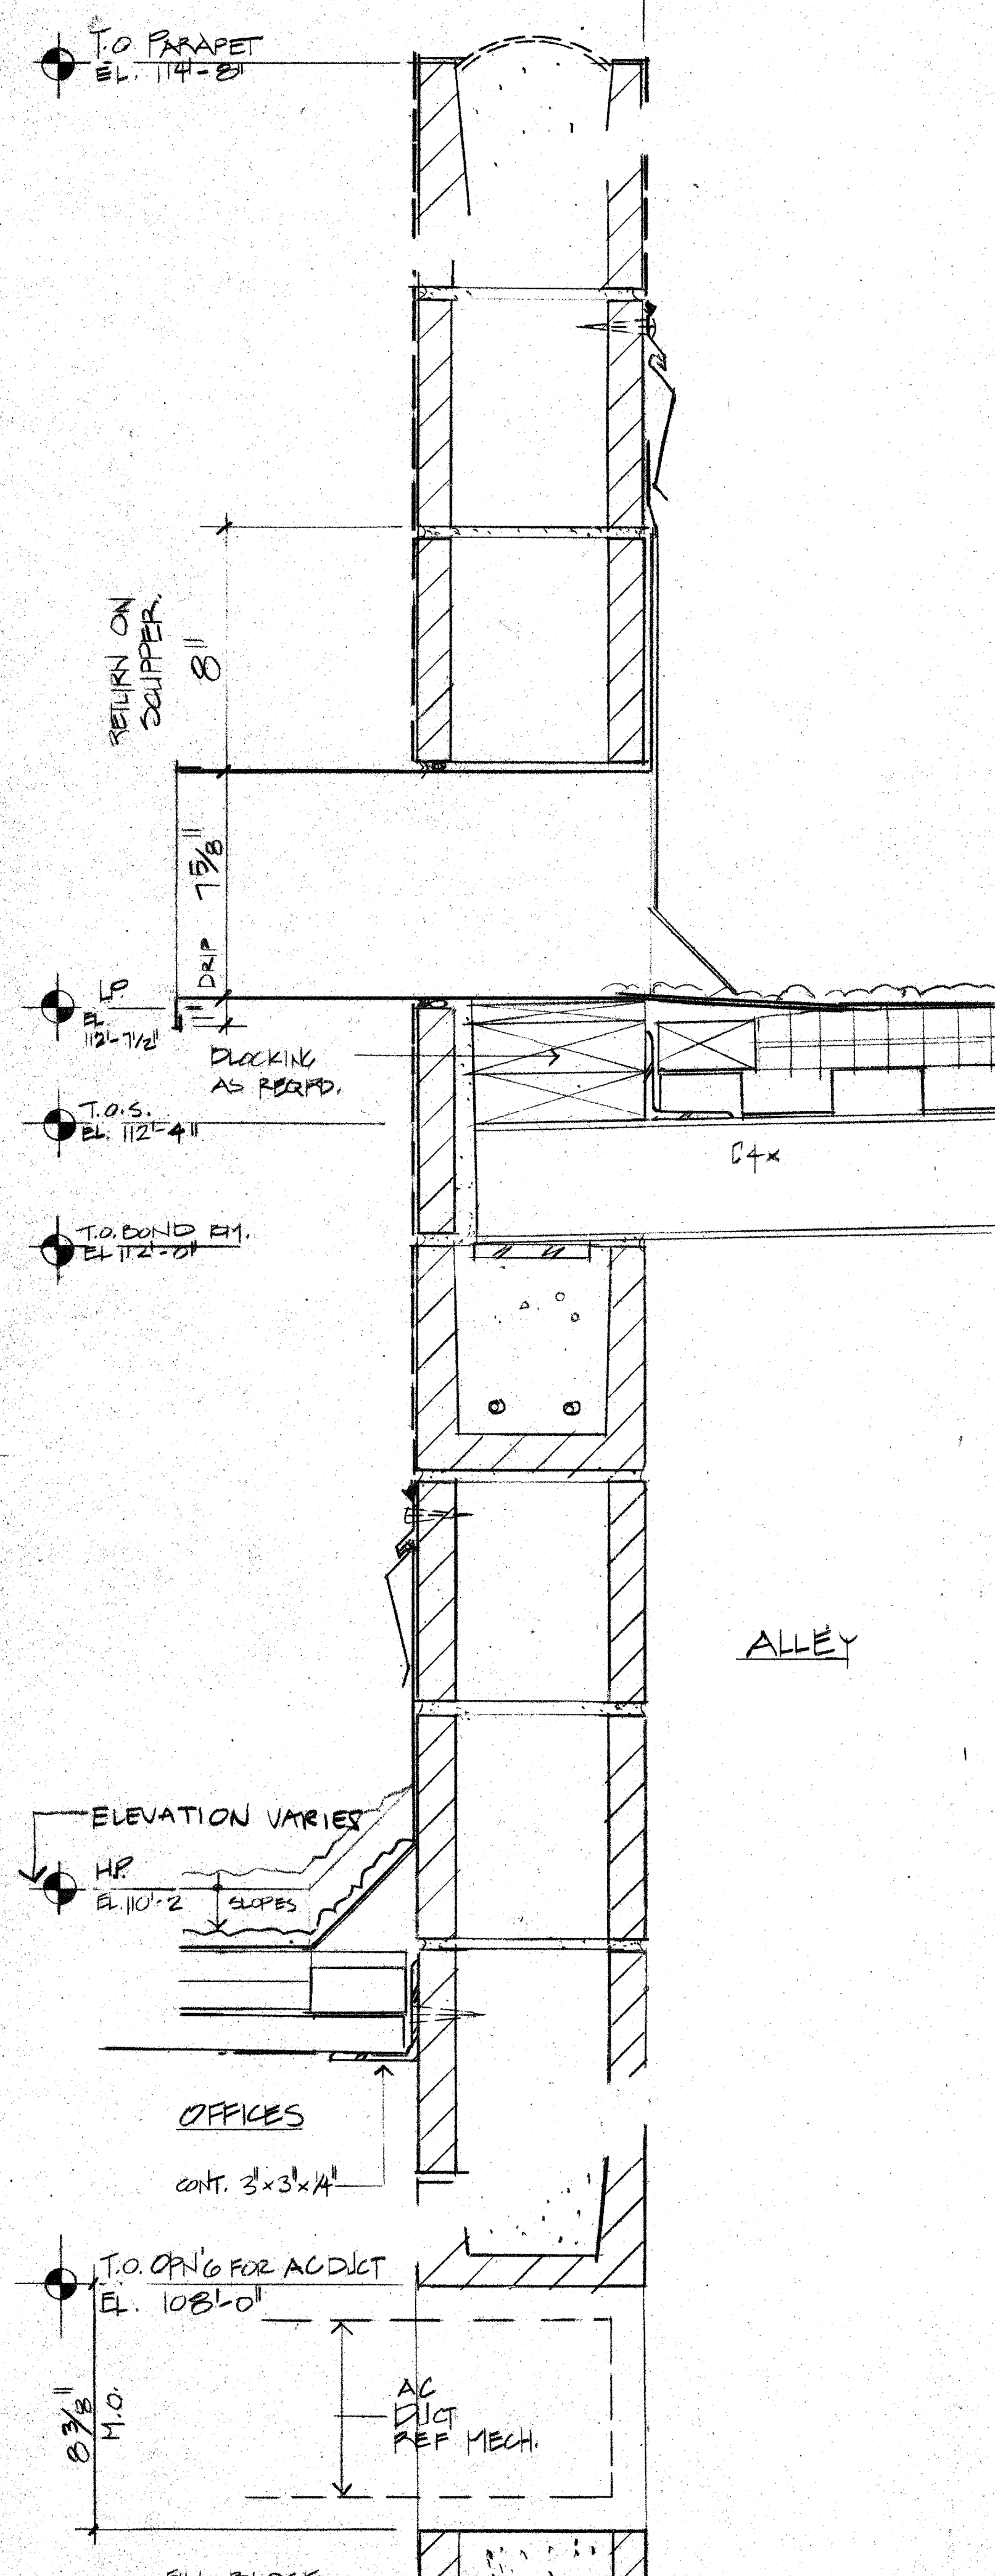 T.O PARAPET
EL. 114'-8"
RETURN ON
SCUPPER.
8"
7 5/8"
DRIP
L.P.
EL
112'-7 1/2"
BLOCKING
AS REQ'RD.
T.O.S.
EL. 112'-4"
C4x
T.O. BOND BM.
EL 112'-0"
ALLEY
ELEVATION VARIES
H.P.
EL. 110'-2
SLOPES
OFFICES
CONT. 3"x3"x1/4"
T.O. OPN'G FOR AC DUCT
EL. 108'-0"
8 3/8"
M.O.
AC
DUCT
REF MECH.